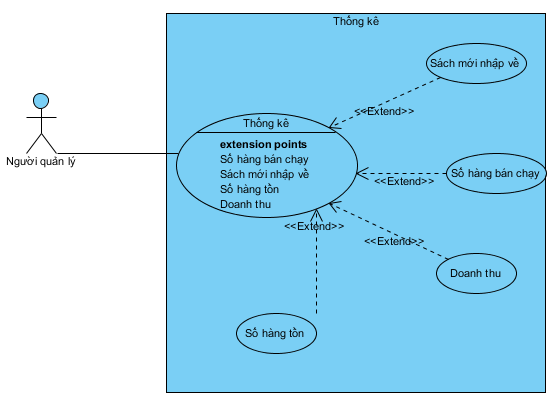 Thống kê
Sách mới nhập về
<<Extend>>
Thống kê
extension points
Số hàng bán chạy
Sách mới nhập về
Số hàng tồn
Doanh thu
Người quản lý
Số hàng bán chạy
<<Extend>>
<<Extend>>
<<Extend>>
Doanh thu
Số hàng tồn